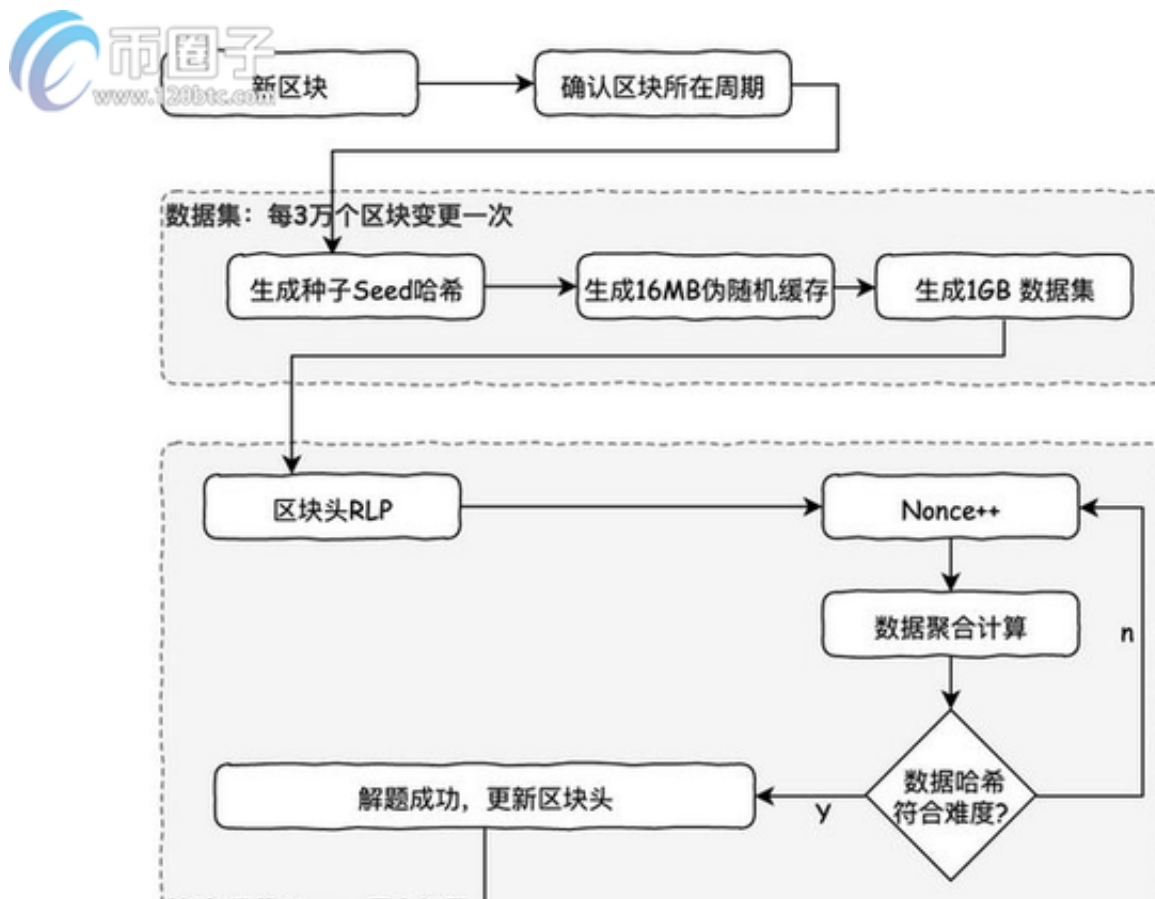 币圈子
www.120btc.com
新区块
确认区块所在周期
数据集：每3万个区块变更一次
生成种子Seed哈希
生成16MB伪随机缓存
生成1GB 数据集
区块头RLP
Nonce++
数据聚合计算
n
数据哈希
符合难度?
y
解题成功，更新区块头